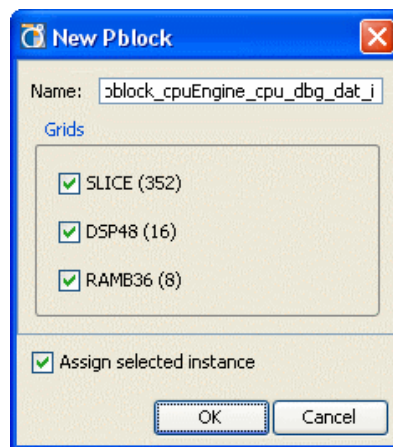 New Pblock
Name: pblock_cpuEngine_cpu_dbg_dat_i
Grids
SLICE (352)
DSP48 (16)
RAMB36 (8)
Assign selected instance
OK Cancel